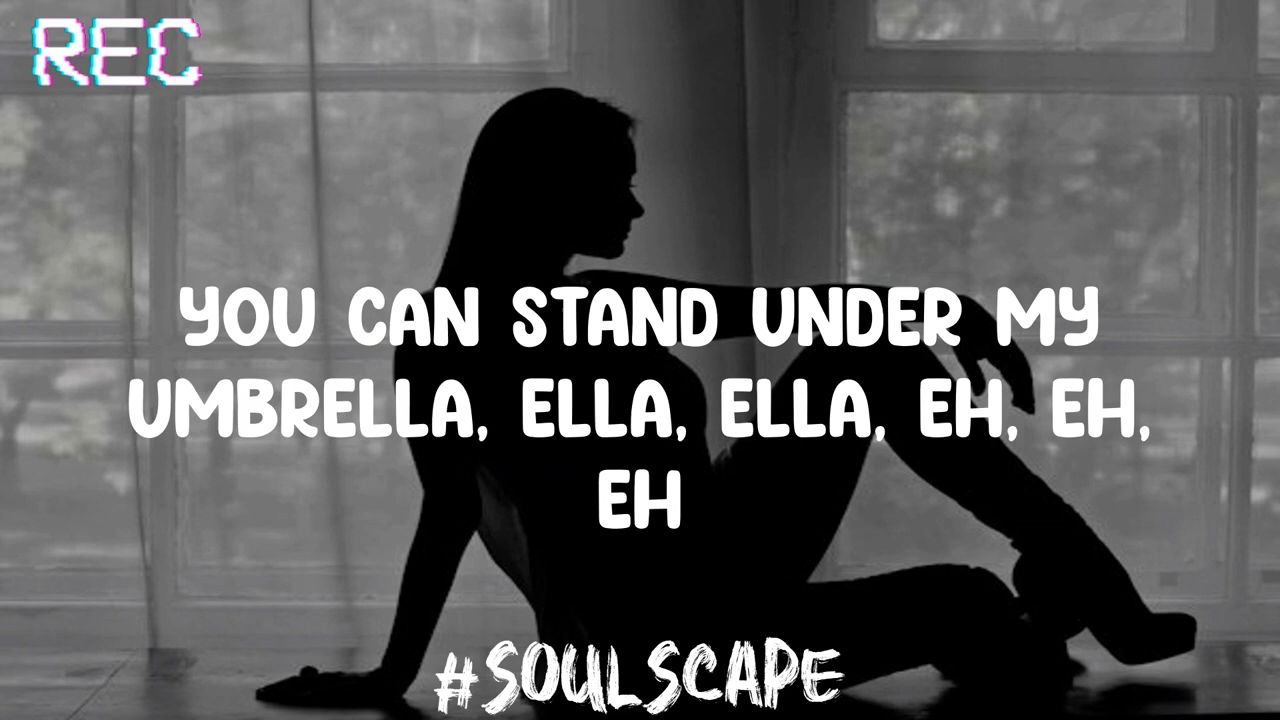 REC
YOU CAN STAND UNDER MY
UMBRELLA, ELLA, ELLA, EH, EH,
EH
#SOULSCAPE